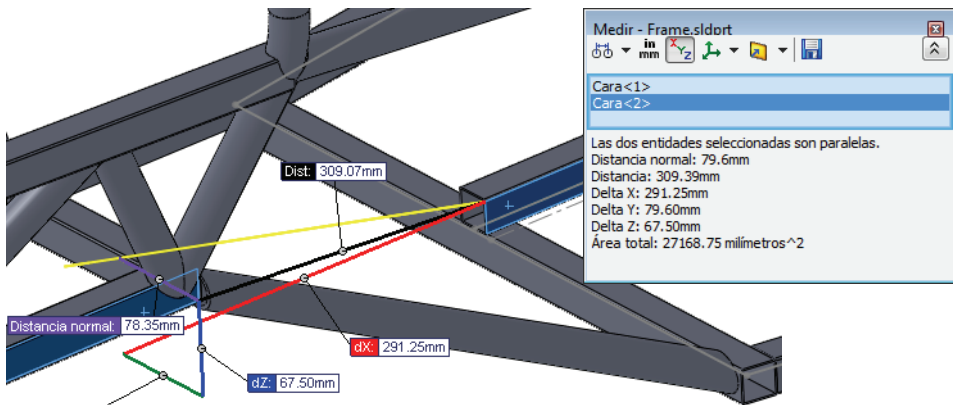 Medir - Frame.sldprt
in
mm
X
Y
Z
Cara<1>
Cara<2>
Las dos entidades seleccionadas son paralelas.
Distancia normal: 79.6mm
Distancia: 309.39mm
Delta X: 291.25mm
Delta Y: 79.60mm
Delta Z: 67.50mm
Área total: 27168.75 milímetros^2
Dist: 309.07mm
Distancia normal: 78.35mm
dX: 291.25mm
dZ: 67.50mm